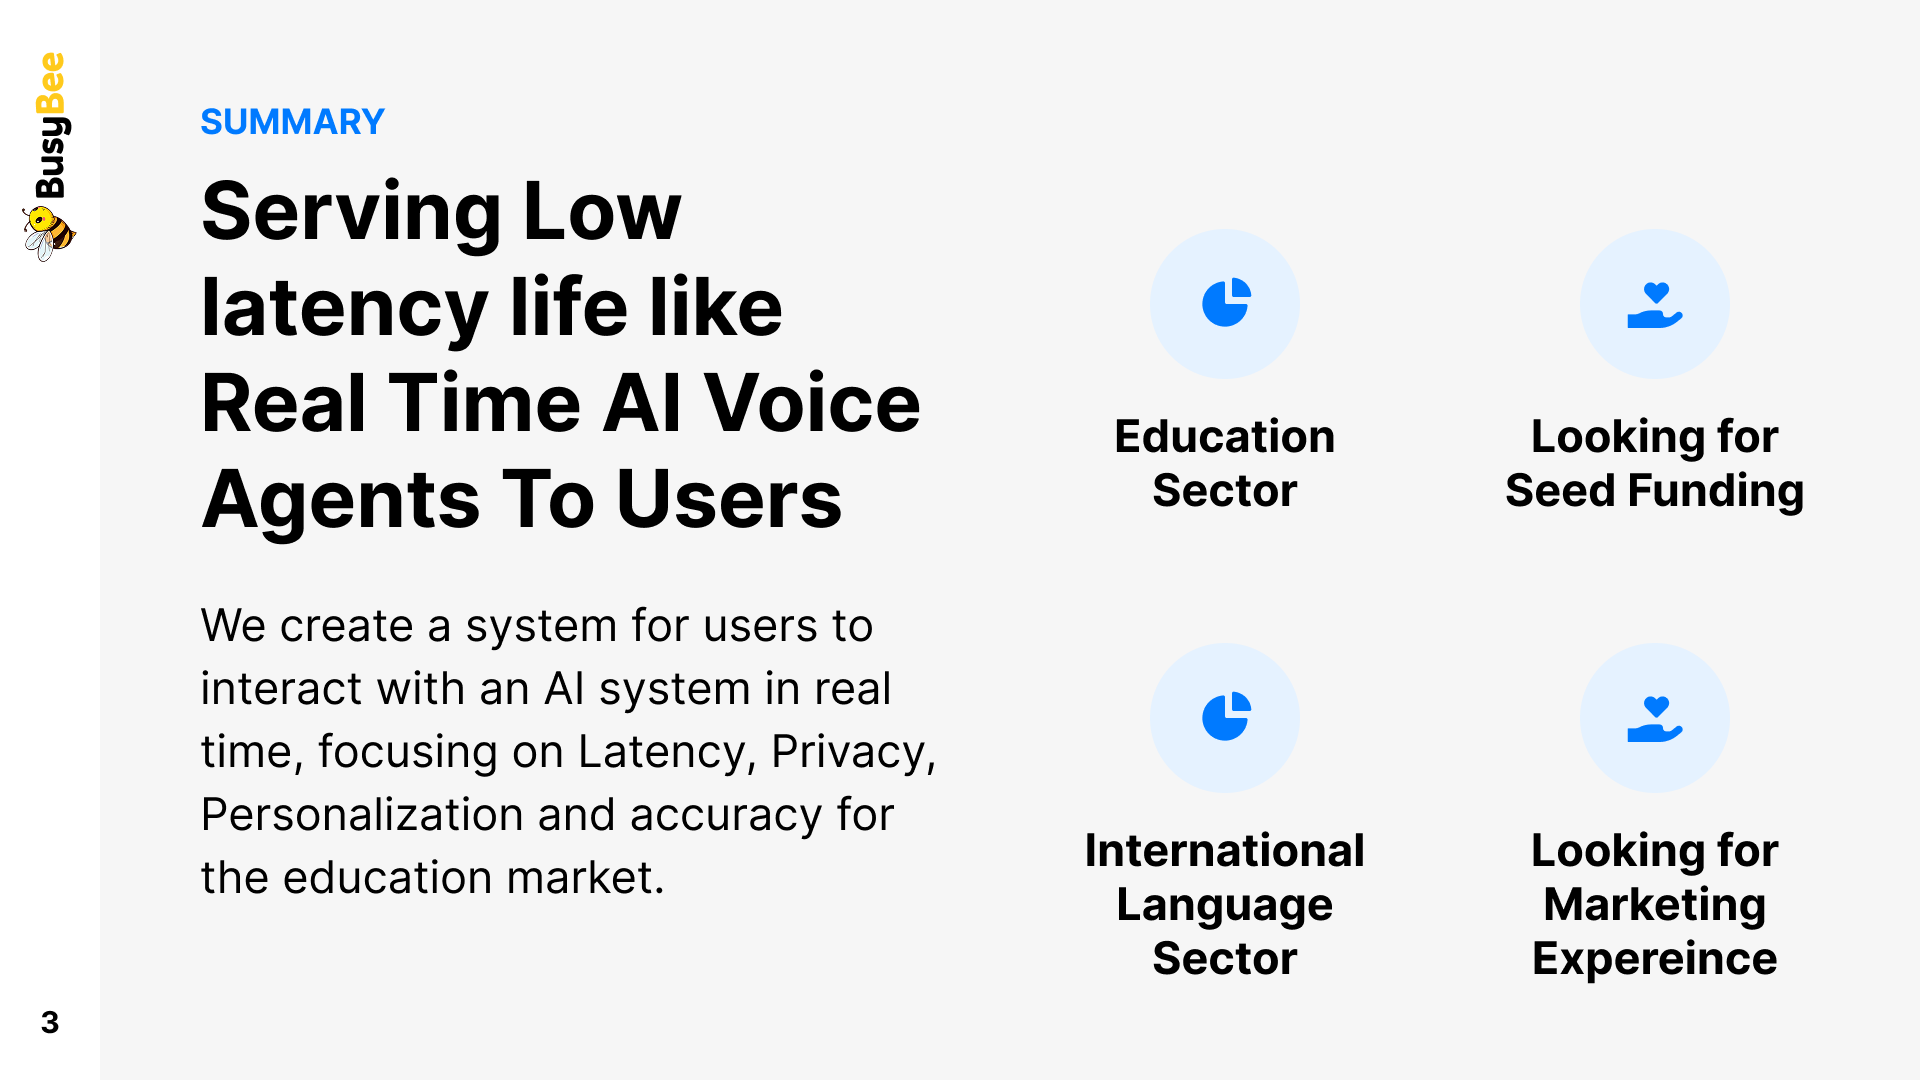 BusyBee
SUMMARY
Serving Low
latency life like
Real Time AI Voice
Agents To Users
We create a system for users to
interact with an AI system in real
time, focusing on Latency, Privacy,
Personalization and accuracy for
the education market.
Education
Sector
Looking for
Seed Funding
International
Language
Sector
Looking for
Marketing
Expereince
3